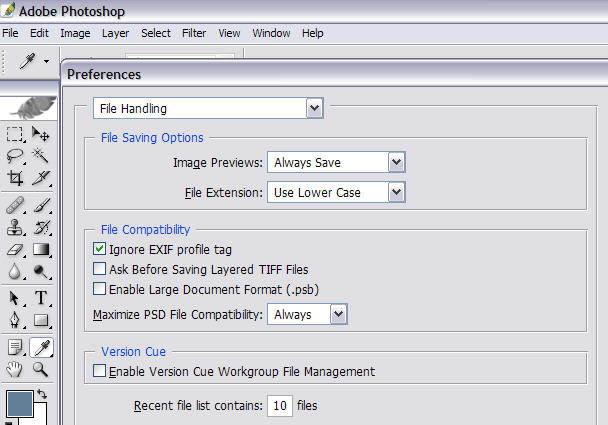 Adobe Photoshop
File Edit Image Layer Select Filter View Window Help
Preferences
File Handling
File Saving Options
Image Previews: Always Save
File Extension: Use Lower Case
File Compatibility
Ignore EXIF profile tag
Ask Before Saving Layered TIFF Files
Enable Large Document Format (.psb)
Maximize PSD File Compatibility: Always
Version Cue
Enable Version Cue Workgroup File Management
Recent file list contains: 10 files